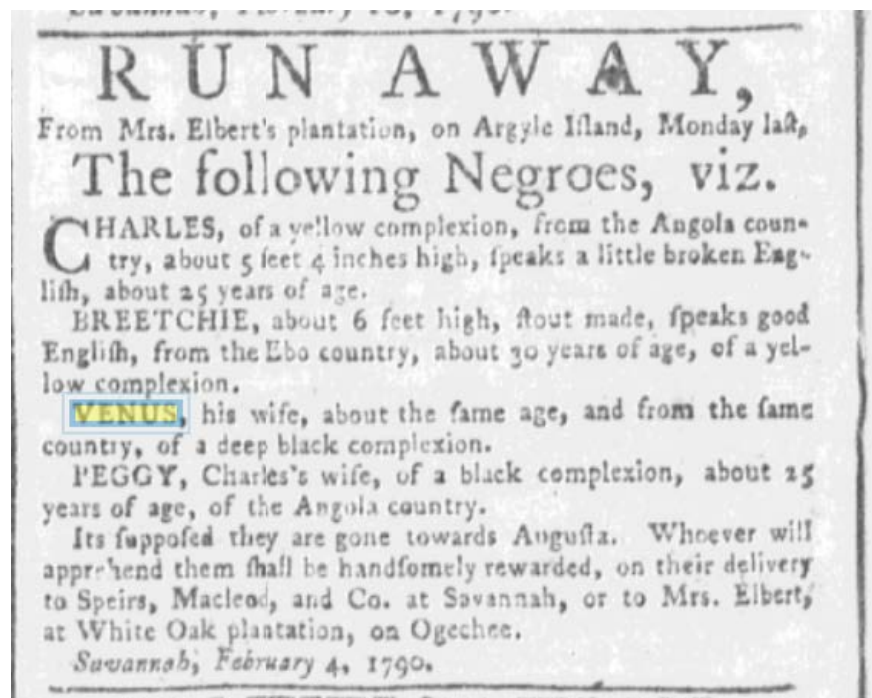 Savannah, February 18, 1790.
RUN AWAY,
From Mrs. Elbert's plantation, on Argyle Iſland, Monday laſt,
The following Negroes, viz.
CHARLES, of a yellow complexion, from the Angola coun-
try, about 5 feet 4 inches high, ſpeaks a little broken Eng-
liſh, about 25 years of age.
BREETCHIE, about 6 feet high, ſtout made, ſpeaks good
Engliſh, from the Ebo country, about 30 years of age, of a yel-
low complexion.
VENUS, his wife, about the ſame age, and from the ſame
country, of a deep black complexion.
PEGGY, Charles's wife, of a black complexion, about 25
years of age, of the Angola country.
Its ſuppoſed they are gone towards Auguſta. Whoever will
apprehend them ſhall be handſomely rewarded, on their delivery
to Speirs, Macleod, and Co. at Savannah, or to Mrs. Elbert,
at White Oak plantation, on Ogechee.
Savannah, February 4, 1790.